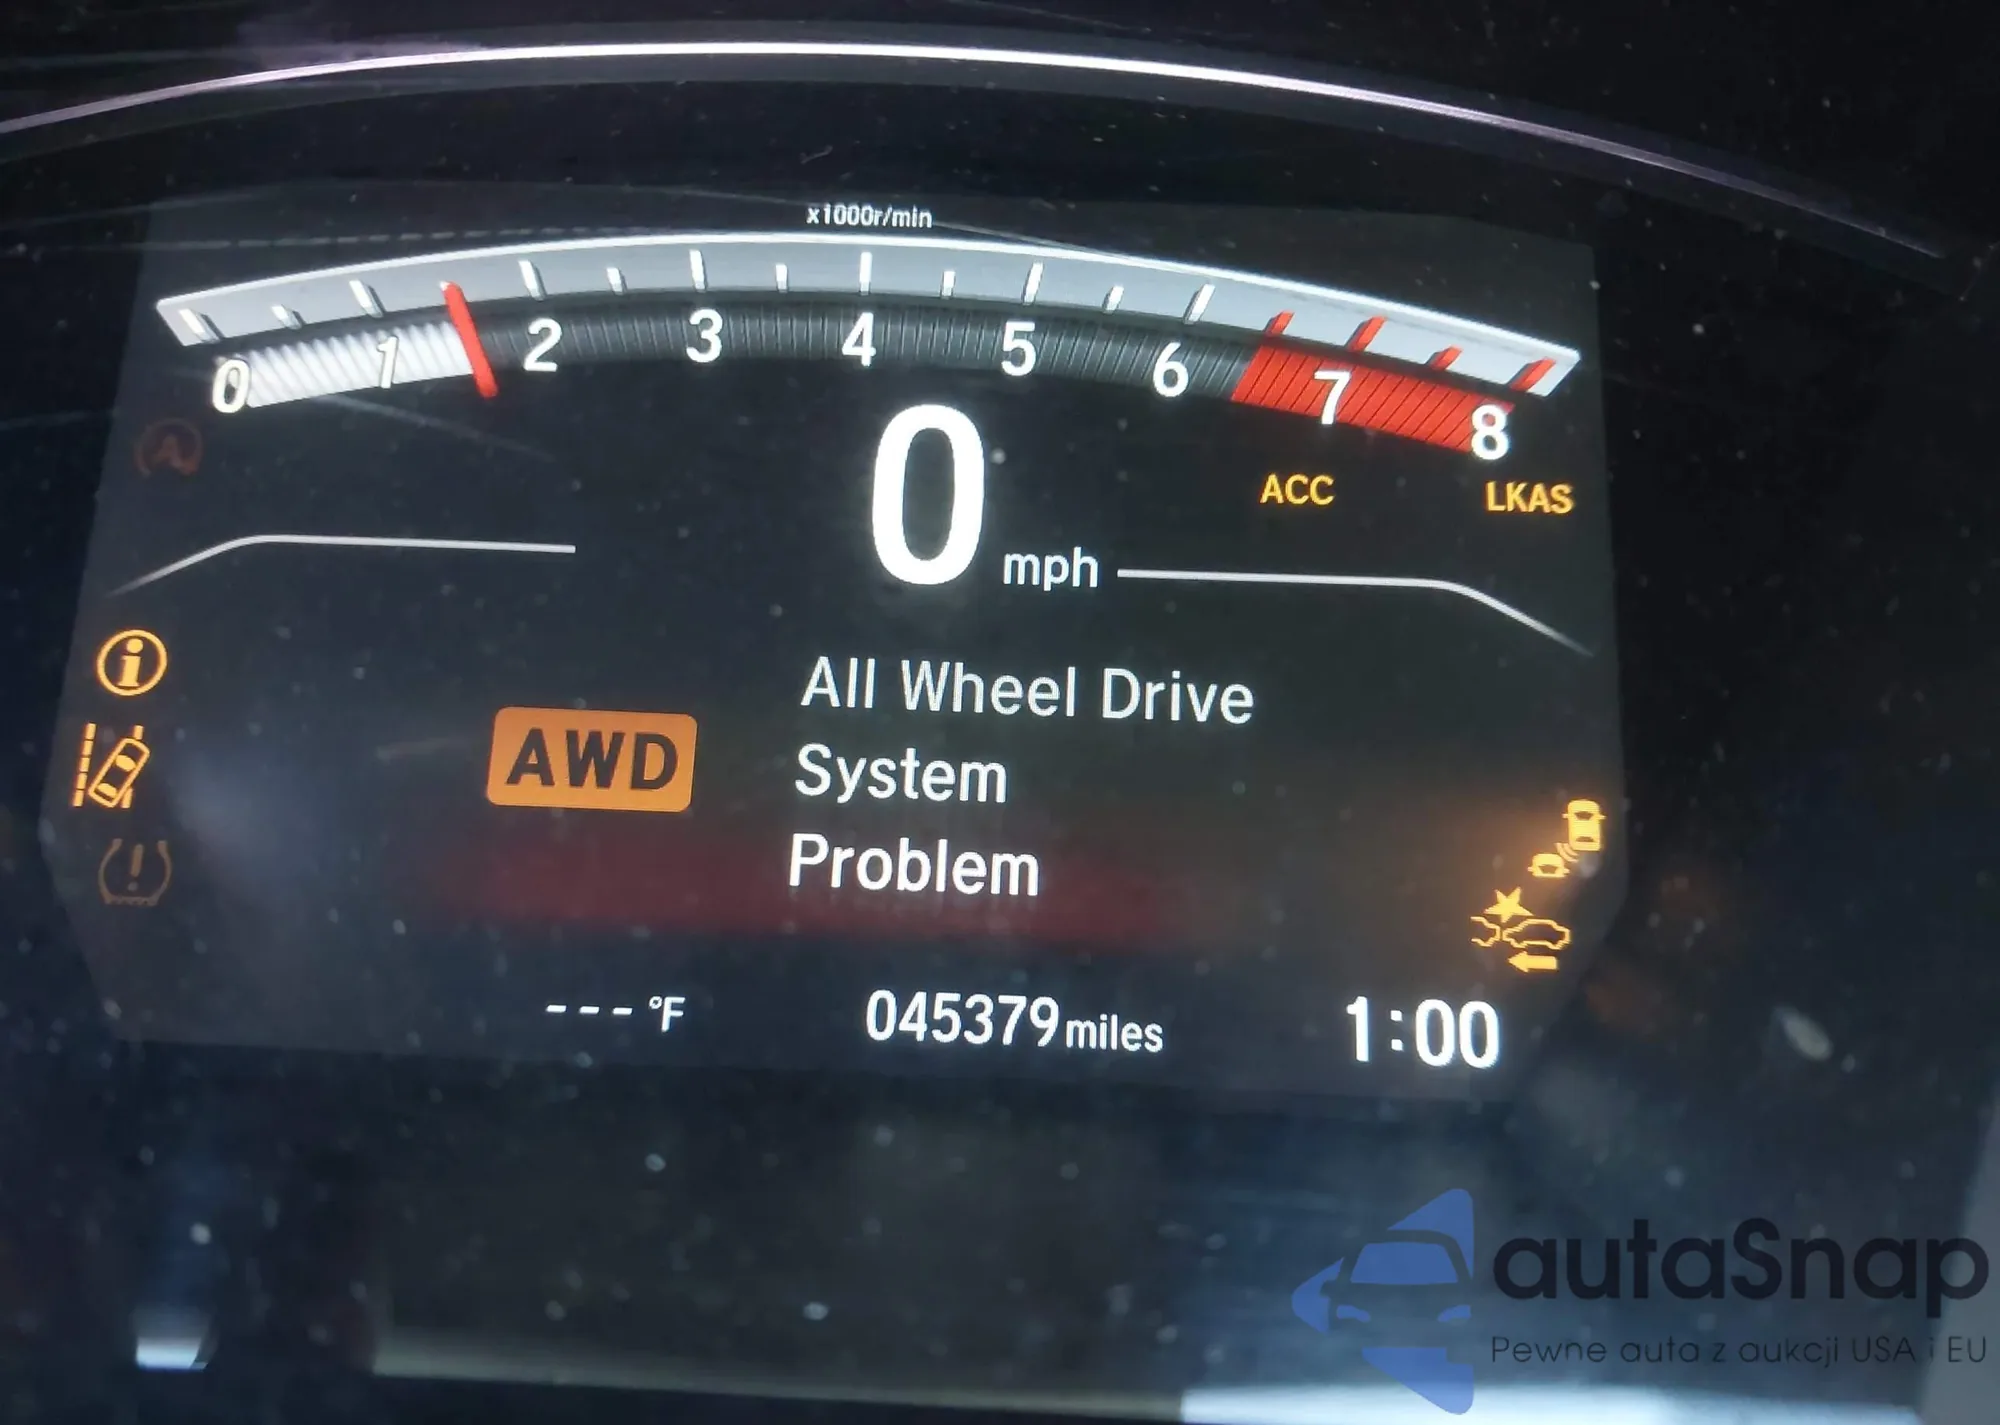 x1000r/min
0 1 2 3 4 5 6 7 8
A
0 mph
ACC
LKAS
i
All Wheel Drive
AWD
System
Problem
!
---°F
045379 miles
1:00
autaSnap
Pewne auta z aukcji USA i EU